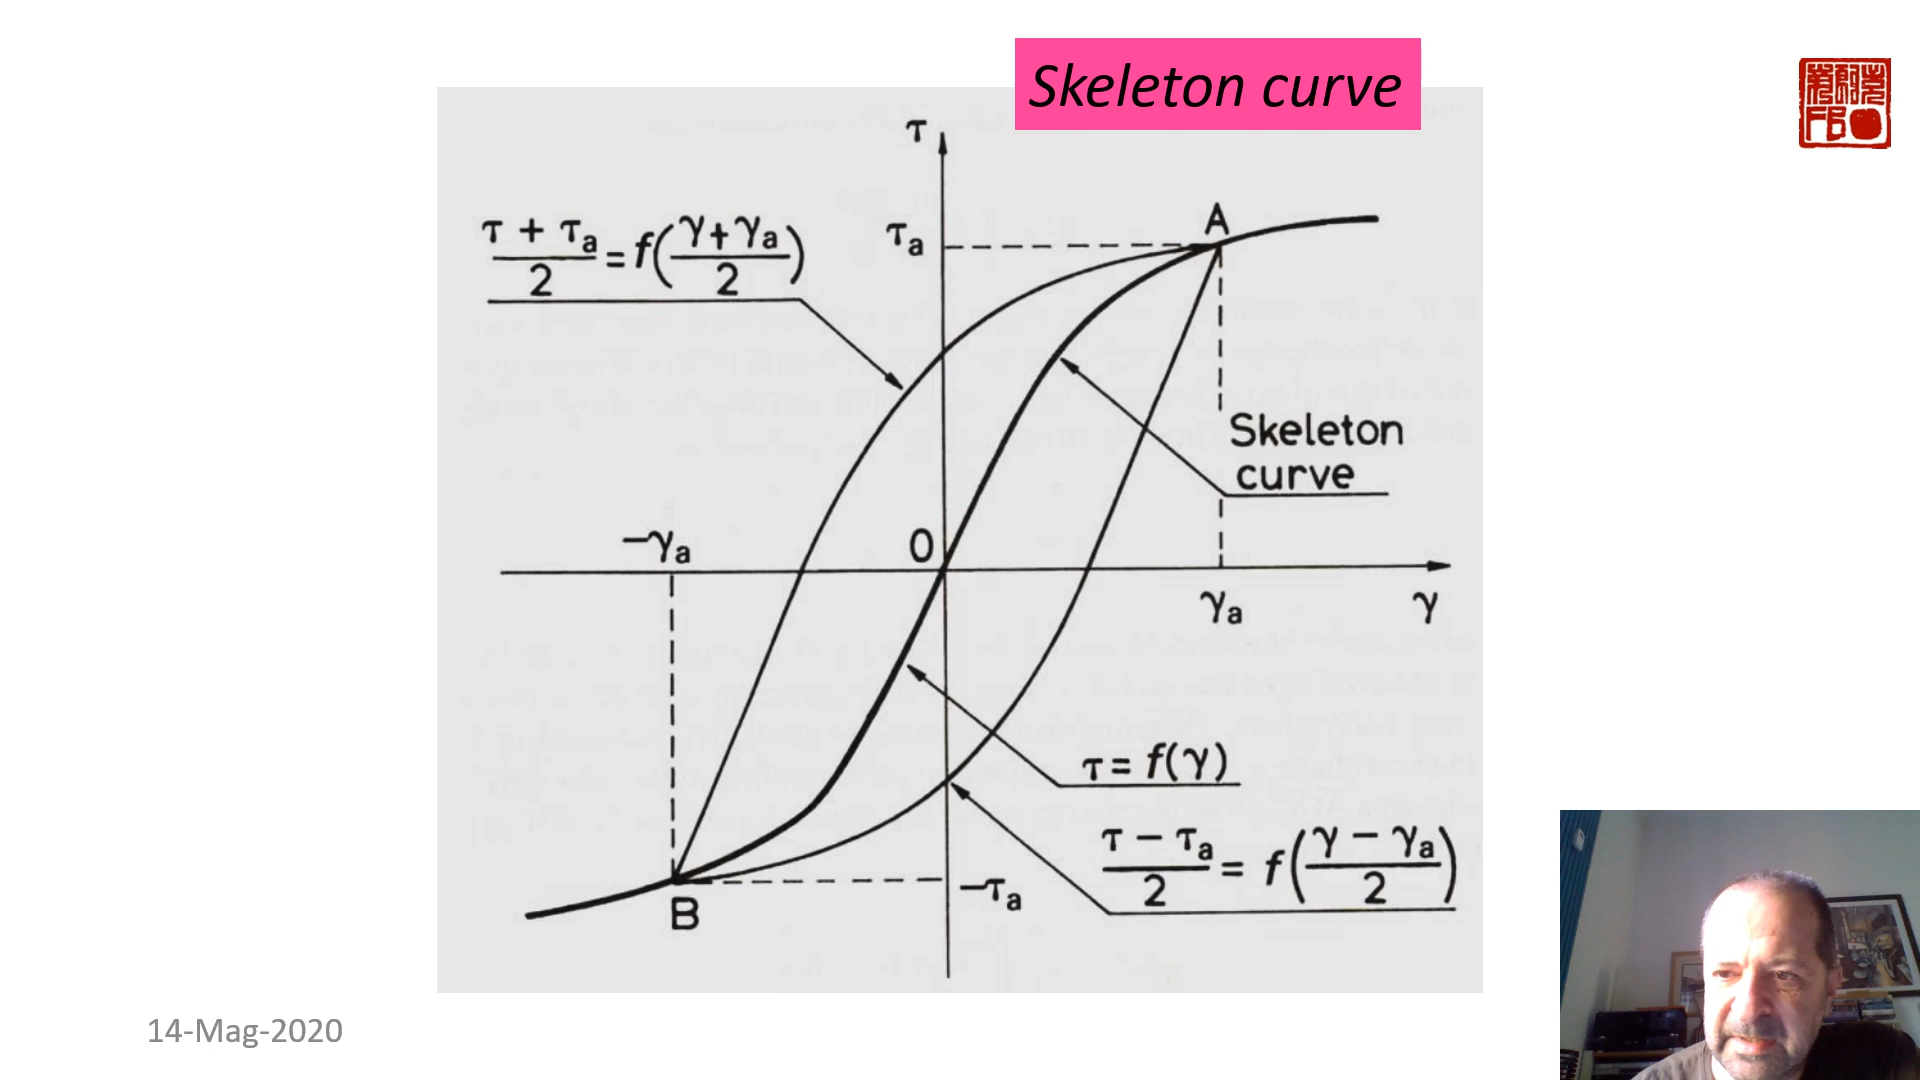 Skeleton curve
τ
(τ + τa)/2 = f((γ + γa)/2)
τa
A
Skeleton
curve
-γa
0
γa
γ
τ = f(γ)
(τ - τa)/2 = f((γ - γa)/2)
-τa
B
14-Mag-2020